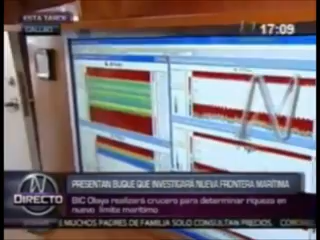 ESTA TARDE
CALLAO
17:09
N
PRESENTAN BUQUE QUE INVESTIGARÁ NUEVA FRONTERA MARÍTIMA
DIRECTO
BIC Olaya realizará crucero para determinar riqueza en
nuevo límite marítimo
MUCHOS PADRES DE FAMILIA SOLO CONSULTAN PRECIOS